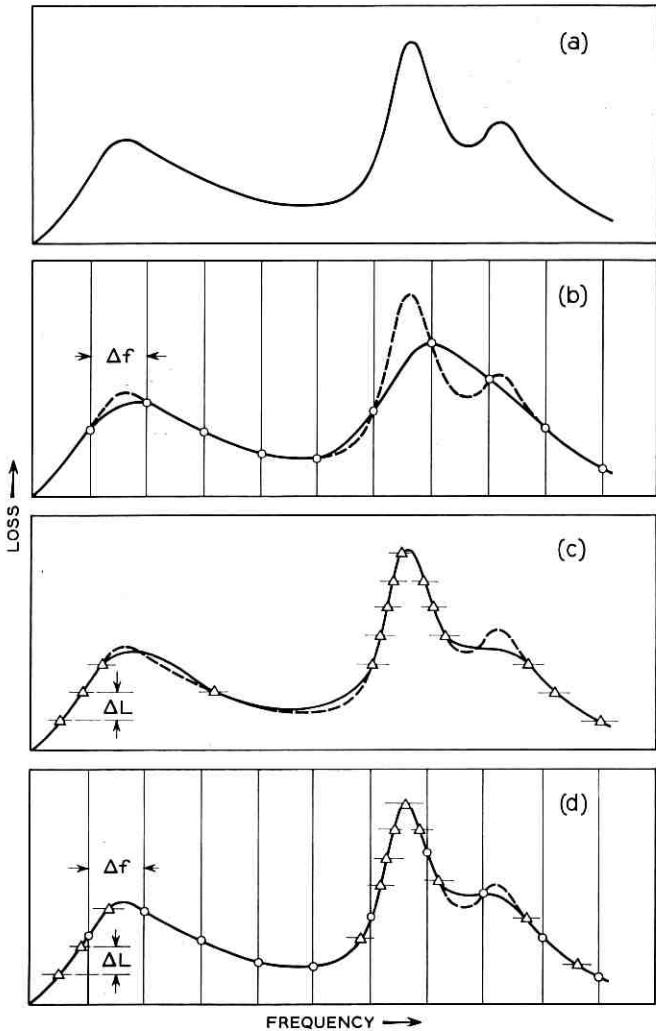 (a)
(b)
Δf
LOSS
(c)
ΔL
(d)
Δf
ΔL
FREQUENCY